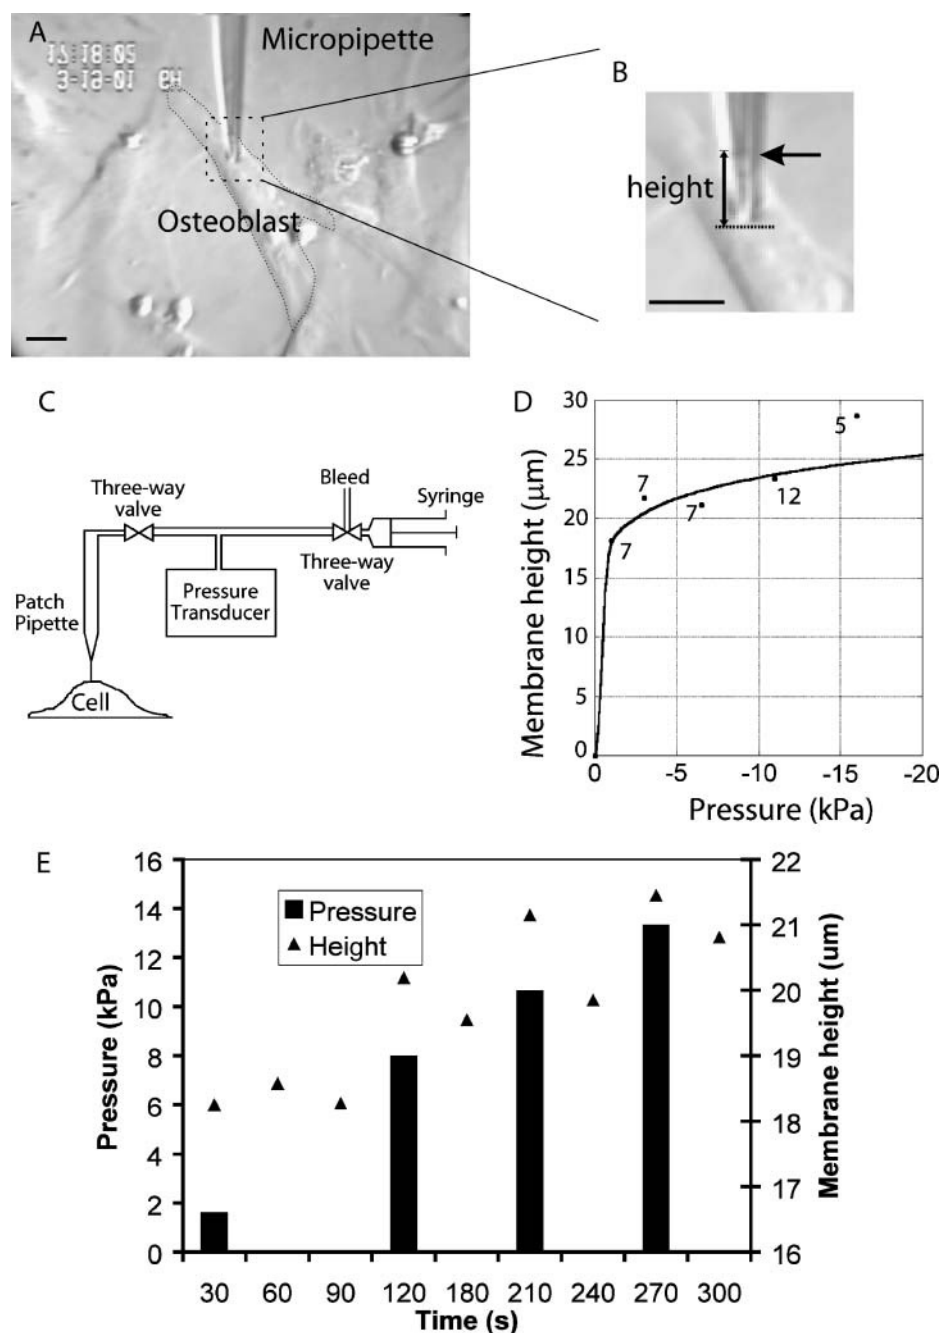 A
Micropipette
Osteoblast
B
height
C
Three-way
valve
Bleed
Syringe
Three-way
valve
Pressure
Transducer
Patch
Pipette
Cell
D
Membrane height (μm)
30
25
20
15
10
5
0
7
7
7
12
5
0
-5
-10
-15
-20
Pressure (kPa)
E
Pressure (kPa)
16
14
12
10
8
6
4
2
0
Pressure
Height
22
21
20
19
18
17
16
Membrane height (um)
30 60 90 120 180 210 240 270 300
Time (s)